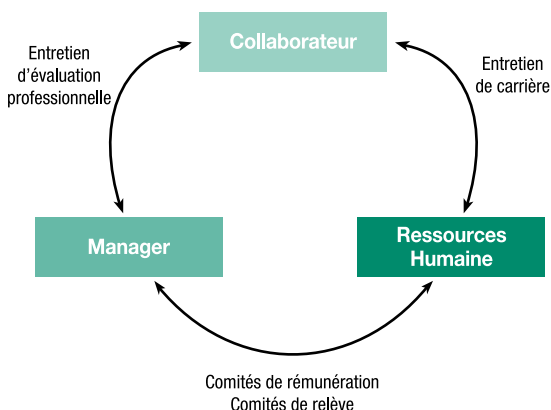 Collaborateur
Entretien
d'évaluation
professionnelle
Entretien
de carrière
Manager
Ressources
Humaine
Comités de rémunération
Comités de relève